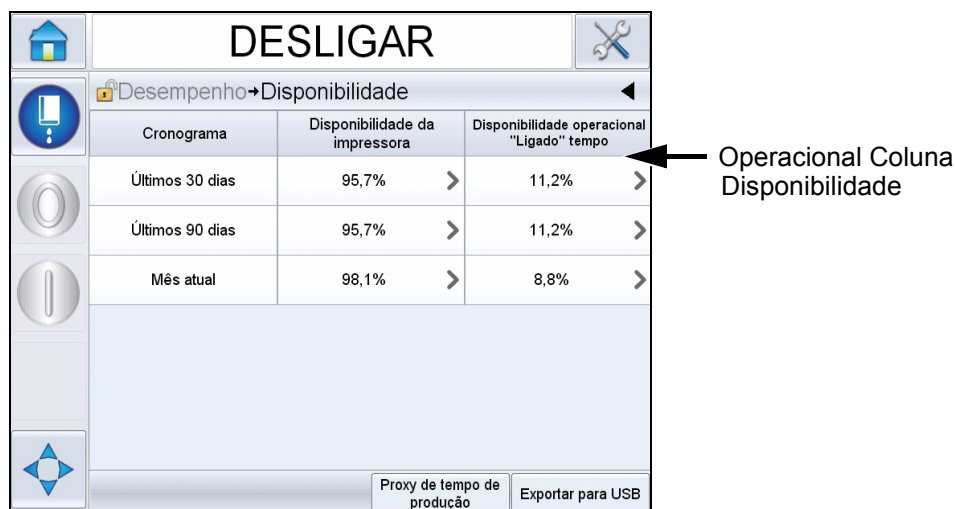 DESLIGAR
Desempenho→Disponibilidade
Cronograma
Disponibilidade da
impressora
Disponibilidade operacional
"Ligado" tempo
Operacional Coluna
Disponibilidade
Últimos 30 dias
95,7%
11,2%
Últimos 90 dias
95,7%
11,2%
Mês atual
98,1%
8,8%
Proxy de tempo de
produção
Exportar para USB